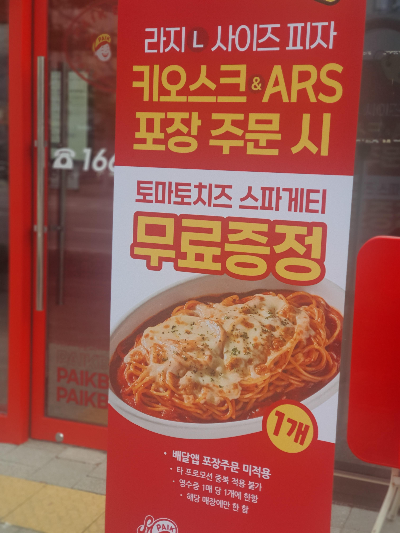 라지 L 사이즈 피자
키오스크&ARS
포장 주문 시
PAIK
☎ 166
토마토치즈 스파게티
무료증정
PAIKB
PAIKB
1개
• 배달앱 포장주문 미적용
• 타 프로모션 중복 적용 불가
• 영수증 1매 당 1개에 한함
• 해당 매장에만 한 함
PAIK